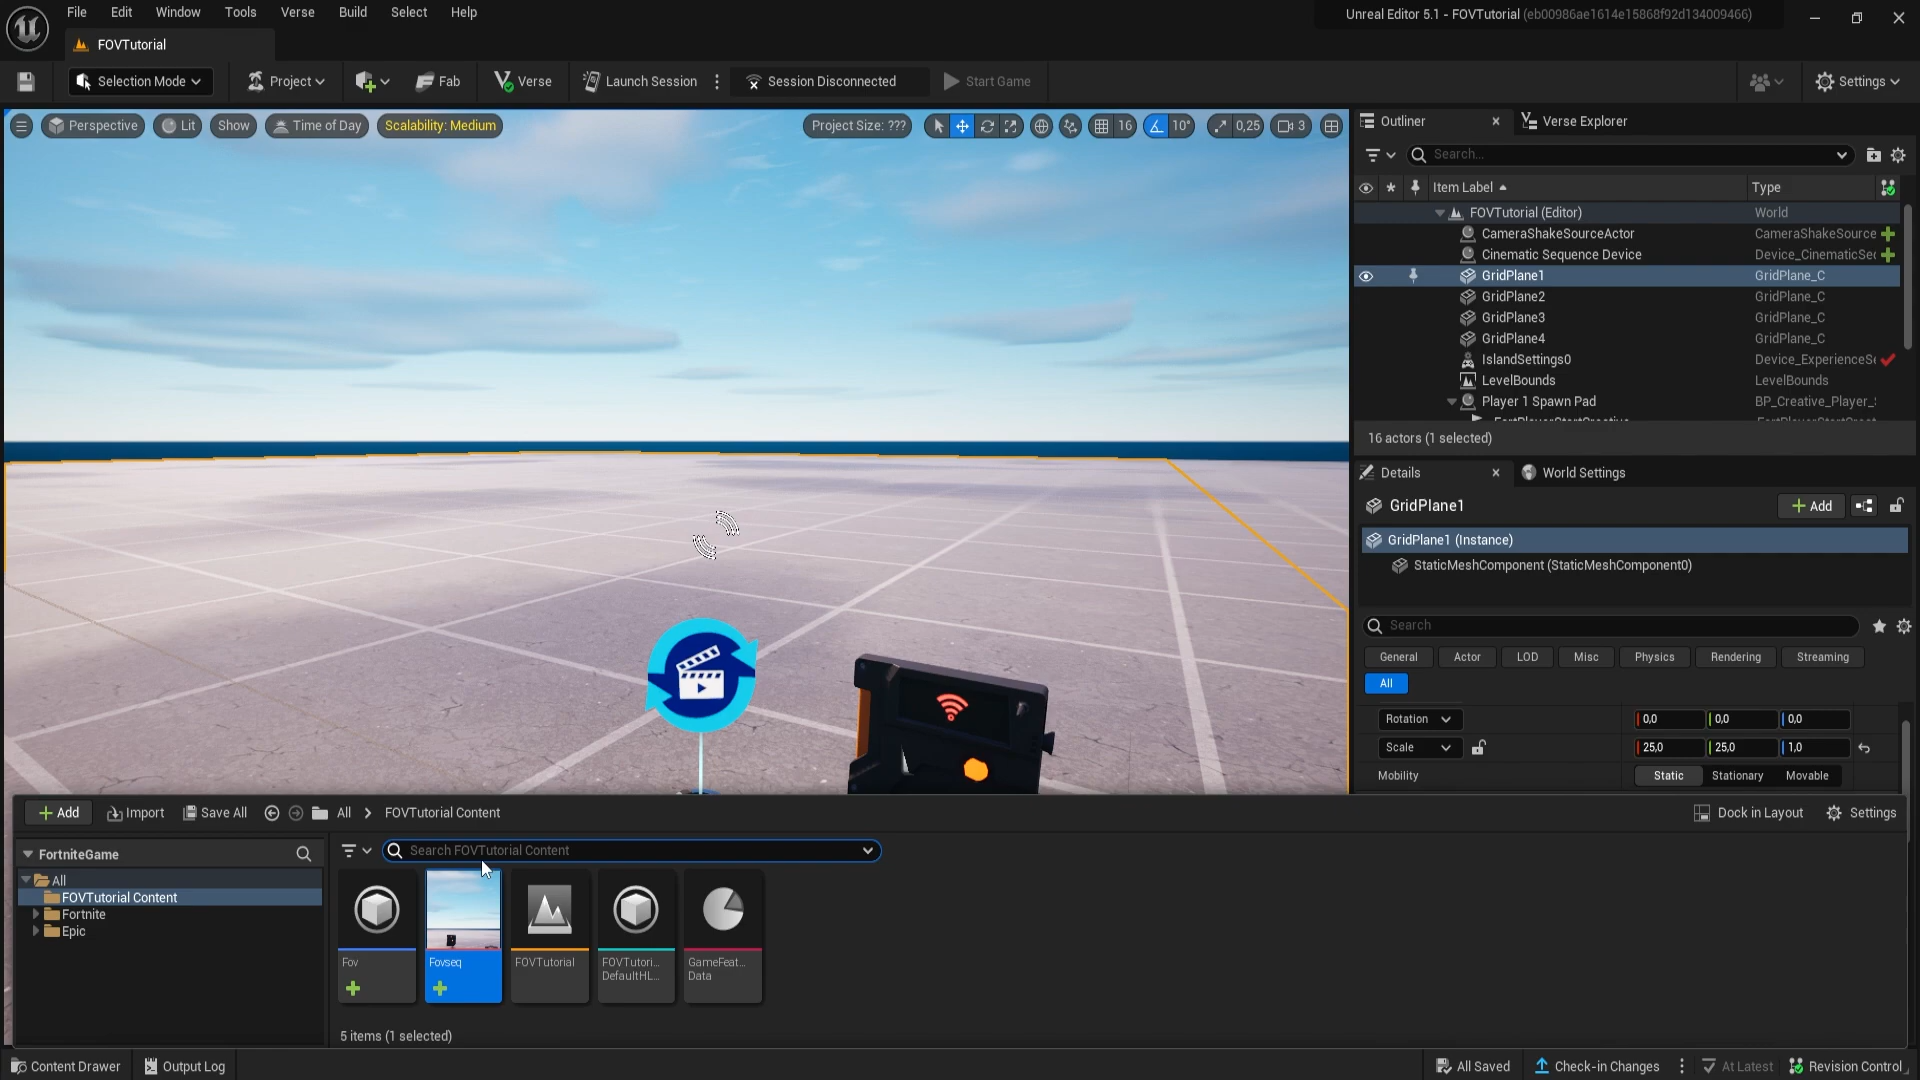 File Edit Window Tools Verse Build Select Help
Unreal Editor 5.1 - FOVTutorial (eb00986ae1614e15868f92d134009466)
FOVTutorial
Selection Mode Project Fab Verse Launch Session Session Disconnected Start Game Settings
Perspective Lit Show Time of Day Scalability: Medium Project Size: ??? 16 10° 0,25 3
Outliner Verse Explorer
Search...
Item Label Type
FOVTutorial (Editor) World
CameraShakeSourceActor CameraShakeSource
Cinematic Sequence Device Device_CinematicSe
GridPlane1 GridPlane_C
GridPlane2 GridPlane_C
GridPlane3 GridPlane_C
GridPlane4 GridPlane_C
IslandSettings0 Device_ExperienceS
LevelBounds LevelBounds
Player 1 Spawn Pad BP_Creative_Player_
16 actors (1 selected)
Details World Settings
GridPlane1 Add
GridPlane1 (Instance)
StaticMeshComponent (StaticMeshComponent0)
Search
General Actor LOD Misc Physics Rendering Streaming
All
Rotation 0,0 0,0 0,0
Scale 25,0 25,0 1,0
Mobility Static Stationary Movable
Add Import Save All All FOVTutorial Content Dock in Layout Settings
FortniteGame
All
FOVTutorial Content
Fortnite
Epic
Search FOVTutorial Content
Fov
Fovseq
FOVTutorial
FOVTutori...
DefaultHL...
GameFeat...
Data
5 items (1 selected)
Content Drawer Output Log All Saved Check-in Changes At Latest Revision Control